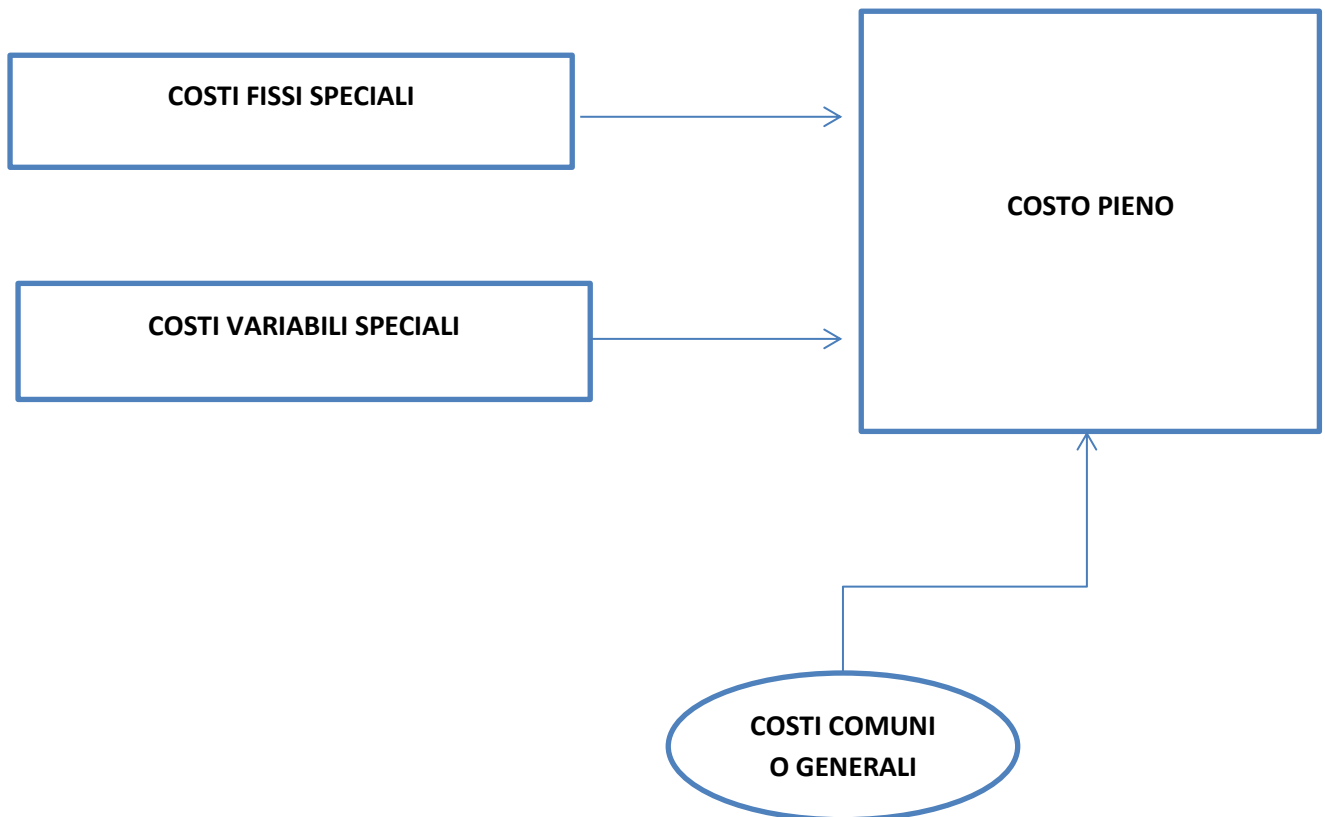 COSTI FISSI SPECIALI
COSTO PIENO
COSTI VARIABILI SPECIALI
COSTI COMUNI
O GENERALI